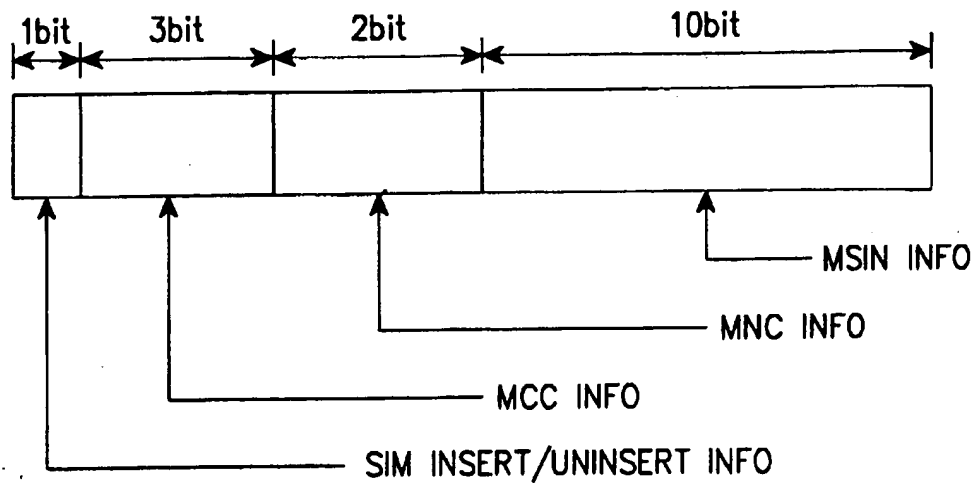 1bit 3bit 2bit 10bit
MSIN INFO
MNC INFO
MCC INFO
SIM INSERT/UNINSERT INFO